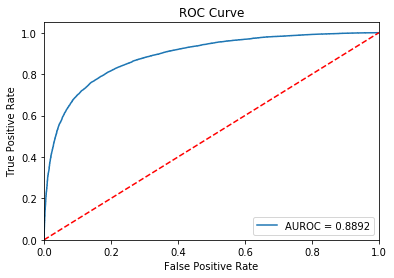 ROC Curve
True Positive Rate
1.0
0.8
0.6
0.4
0.2
0.0
0.0 0.2 0.4 0.6 0.8 1.0
False Positive Rate
AUROC = 0.8892